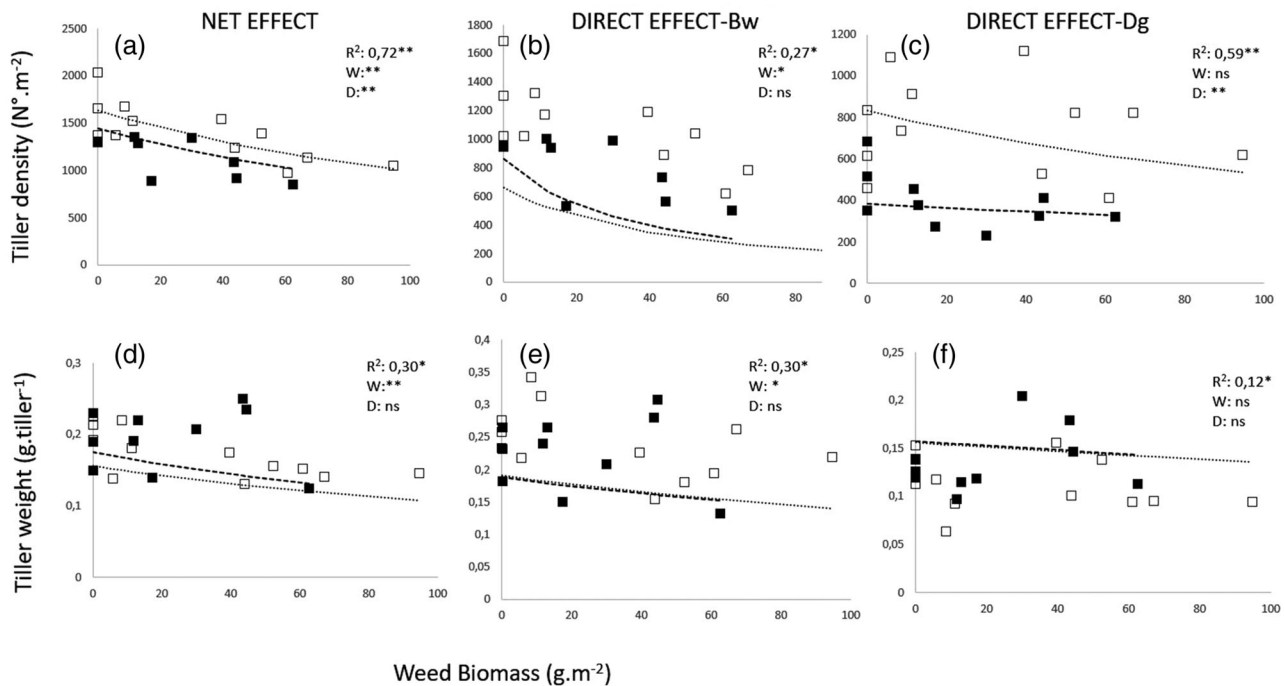 NET EFFECT
DIRECT EFFECT-Bw
DIRECT EFFECT-Dg
Tiller density (N°.m-2)
(a)
R2: 0,72**
W:**
D:**
2500
2000
1500
1000
500
0
0 20 40 60 80 100
(b)
R2: 0,27*
W:*
D: ns
1800
1600
1400
1200
1000
800
600
400
200
0
0 20 40 60 80
(c)
R2: 0,59**
W: ns
D: **
1200
1000
800
600
400
200
0
0 20 40 60 80 100
Tiller weight (g.tiller-1)
(d)
R2: 0,30*
W:**
D: ns
0,3
0,2
0,1
0
0 20 40 60 80 100
(e)
R2: 0,30*
W: *
D: ns
0,4
0,35
0,3
0,25
0,2
0,15
0,1
0,05
0
0 20 40 60 80 100
(f)
R2: 0,12*
W: ns
D: ns
0,25
0,2
0,15
0,1
0,05
0
0 20 40 60 80 100
Weed Biomass (g.m-2)